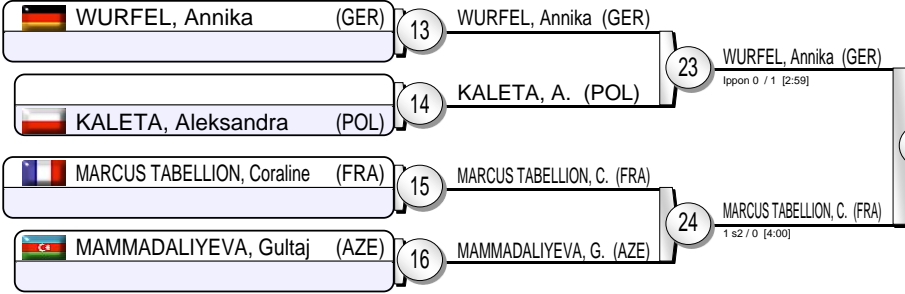 WURFEL, Annika (GER)
13
WURFEL, Annika (GER)
23
WURFEL, Annika (GER)
Ippon 0 / 1 [2:59]
14
KALETA, A. (POL)
KALETA, Aleksandra (POL)
MARCUS TABELLION, Coraline (FRA)
15
MARCUS TABELLION, C. (FRA)
24
MARCUS TABELLION, C. (FRA)
1 s2 / 0 [4:00]
MAMMADALIYEVA, Gultaj (AZE)
16
MAMMADALIYEVA, G. (AZE)